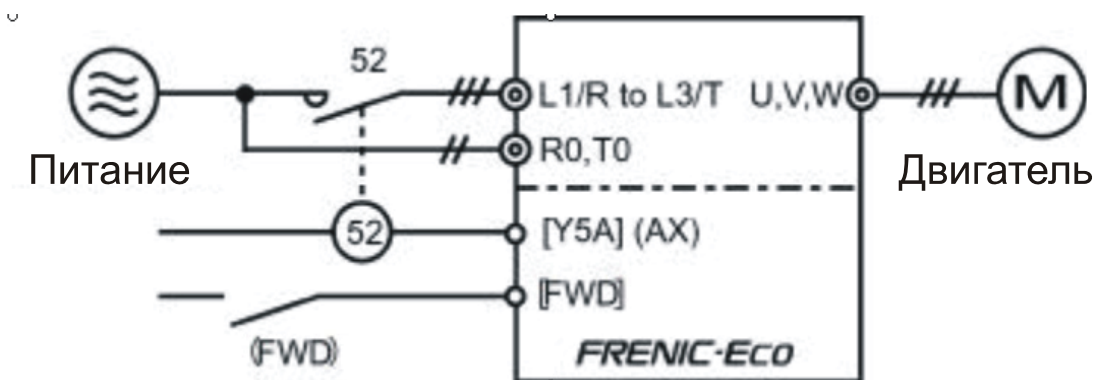 52
L1/R to L3/T U,V,W
M
R0,T0
Питание
Двигатель
52
[Y5A] (AX)
[FWD]
(FWD)
FRENIC-Eco